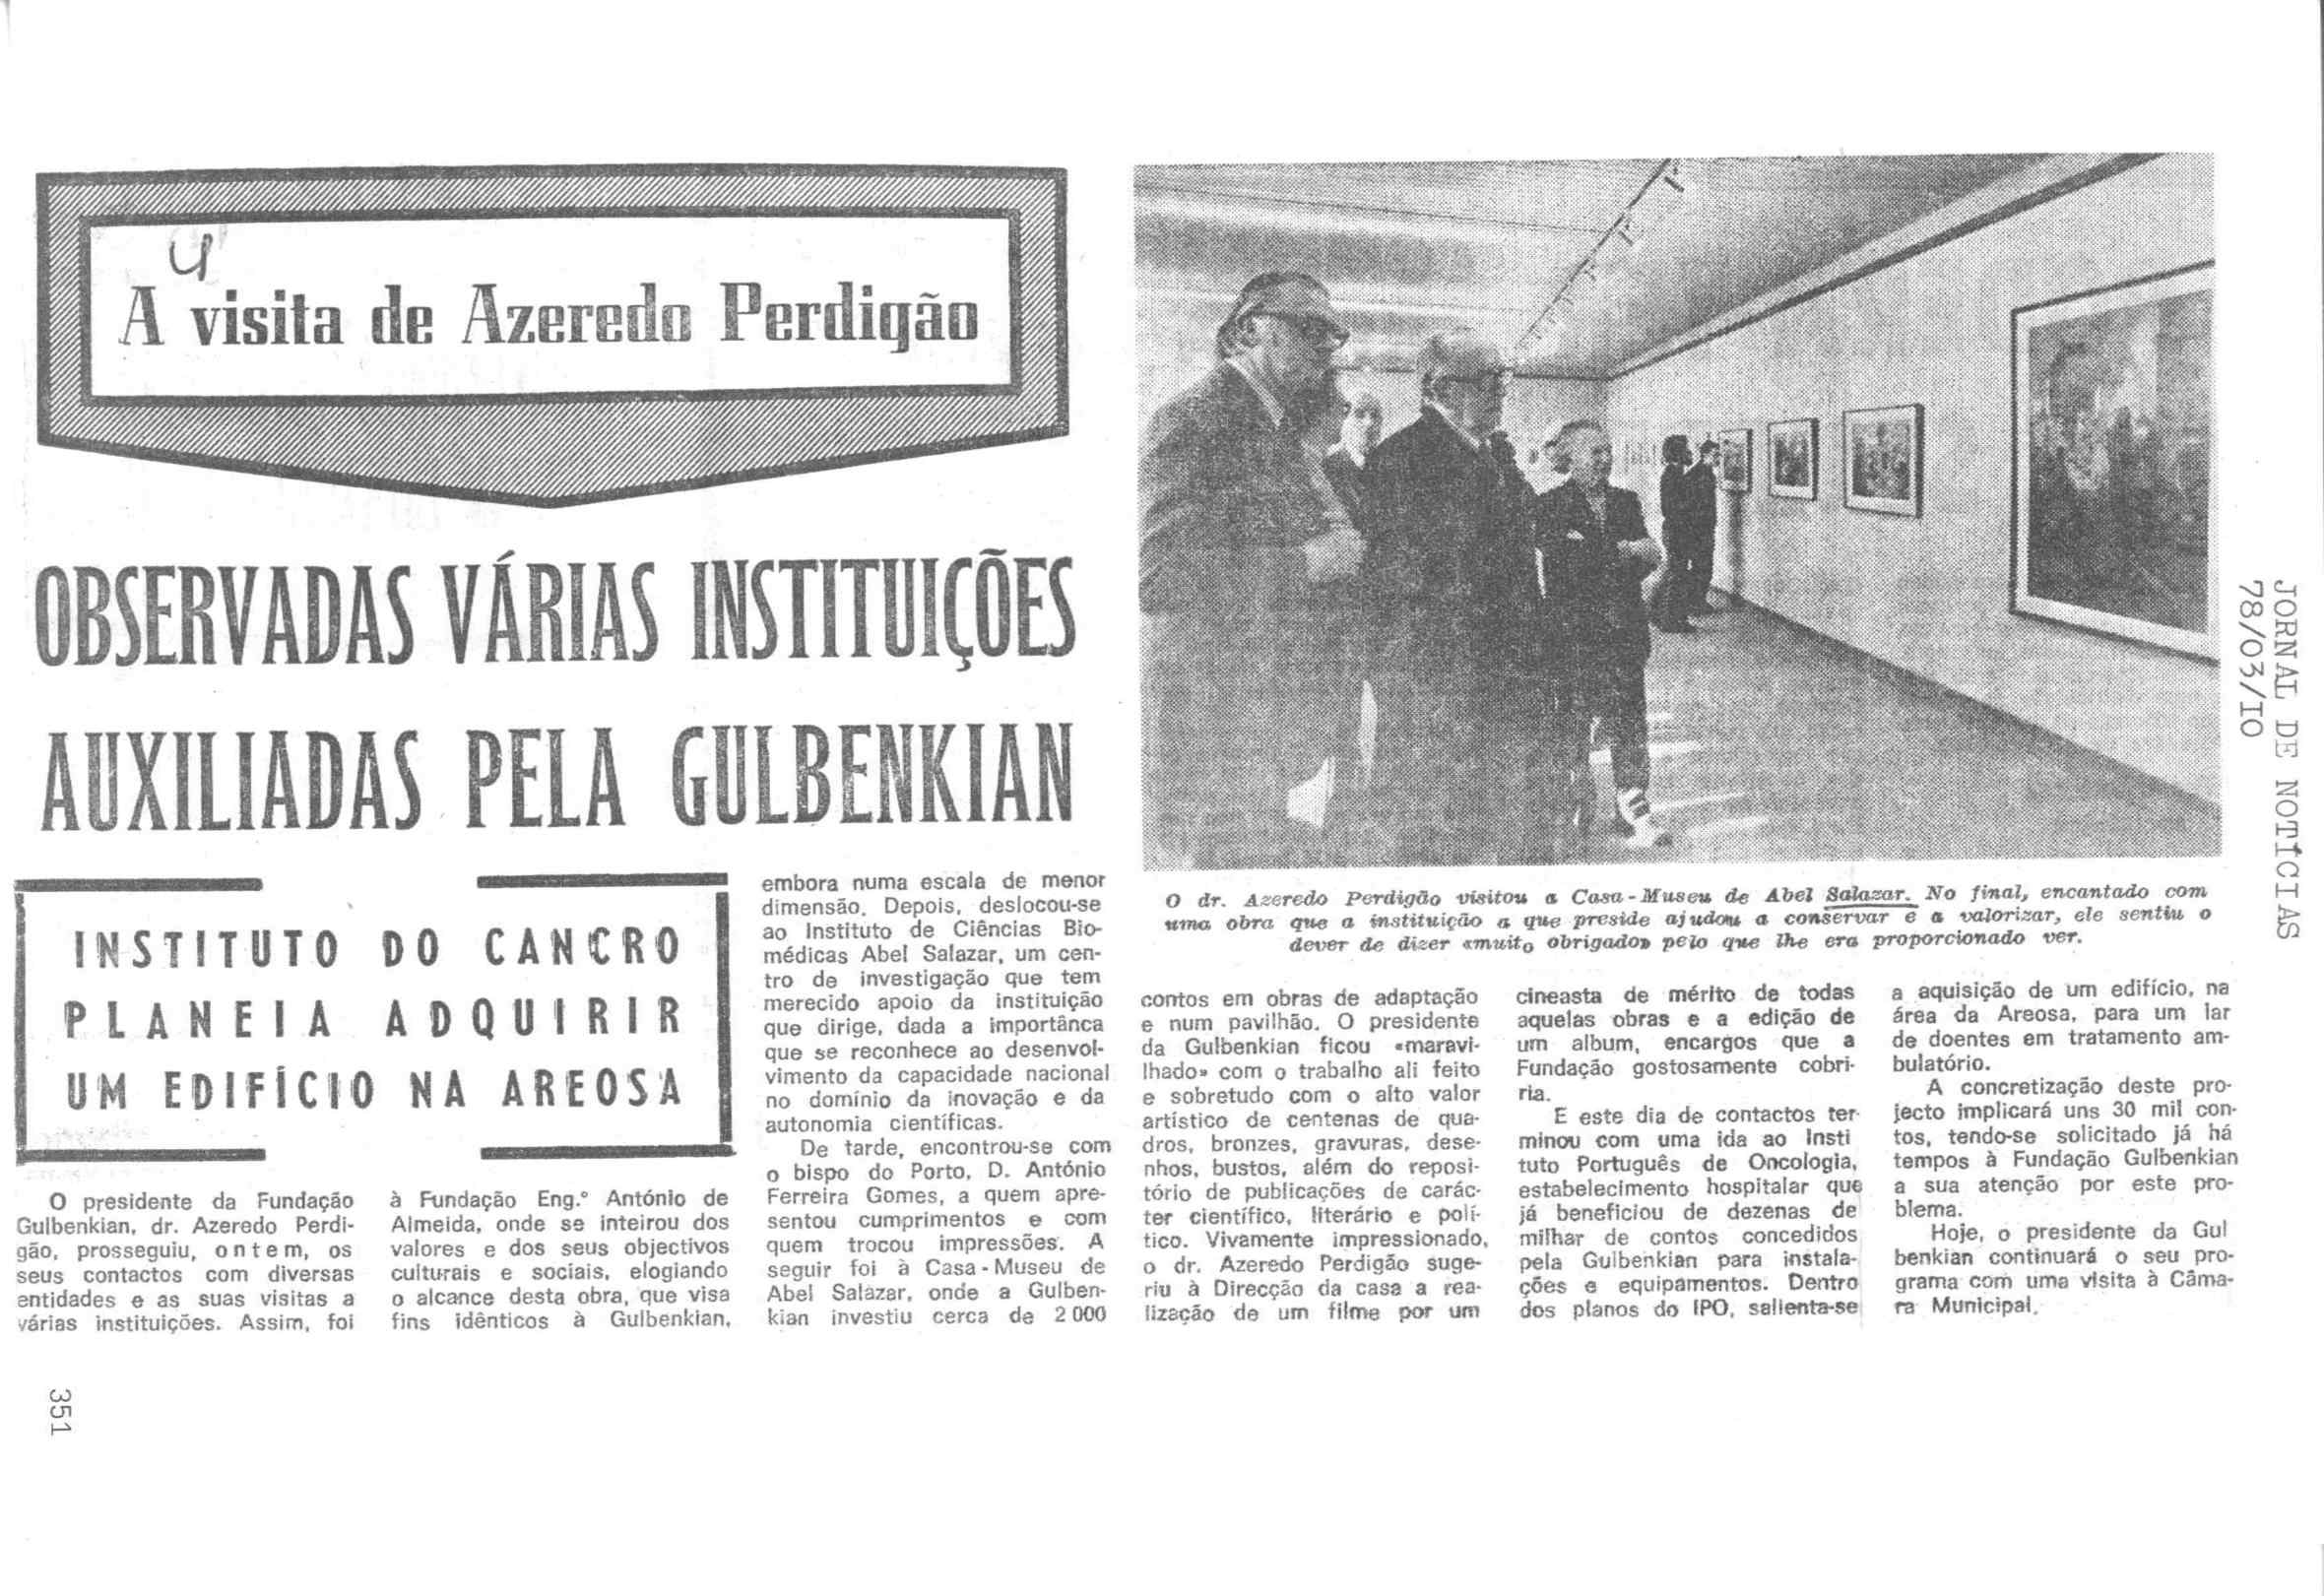 4
A visita de Azeredo Perdigão
OBSERVADAS VÁRIAS INSTITUIÇÕES
AUXILIADAS PELA GULBENKIAN
INSTITUTO DO CANCRO
PLANEIA ADQUIRIR
UM EDIFÍCIO NA AREOSA
O presidente da Fundação
Gulbenkian, dr. Azeredo Perdi-
gão, prosseguiu, ontem, os
seus contactos com diversas
entidades e as suas visitas a
várias instituições. Assim, foi
à Fundação Eng.º António de
Almeida, onde se inteirou dos
valores e dos seus objectivos
culturais e sociais, elogiando
o alcance desta obra, que visa
fins idênticos à Gulbenkian,
embora numa escala de menor
dimensão. Depois, deslocou-se
ao Instituto de Ciências Bio-
médicas Abel Salazar, um cen-
tro de investigação que tem
merecido apoio da instituição
que dirige, dada a importânca
que se reconhece ao desenvol-
vimento da capacidade nacional
no domínio da inovação e da
autonomia científicas.
De tarde, encontrou-se com
o bispo do Porto, D. António
Ferreira Gomes, a quem apre-
sentou cumprimentos e com
quem trocou impressões. A
seguir foi à Casa-Museu de
Abel Salazar, onde a Gulben-
kian investiu cerca de 2 000
O dr. Azeredo Perdigão visitou a Casa-Museu de Abel Salazar. No final, encantado com
uma obra que a instituição a que preside ajudou a conservar e a valorizar, ele sentiu o
dever de dizer «muito obrigado» pelo que lhe era proporcionado ver.
contos em obras de adaptação
e num pavilhão. O presidente
da Gulbenkian ficou «maravi-
lhado» com o trabalho ali feito
e sobretudo com o alto valor
artístico de centenas de qua-
dros, bronzes, gravuras, dese-
nhos, bustos, além do reposi-
tório de publicações de carác-
ter científico, literário e polí-
tico. Vivamente impressionado,
o dr. Azeredo Perdigão suge-
riu à Direcção da casa a rea-
lização de um filme por um
cineasta de mérito de todas
aquelas obras e a edição de
um album, encargos que a
Fundação gostosamente cobri-
ria.
E este dia de contactos ter-
minou com uma ida ao Insti
tuto Português de Oncologia,
estabelecimento hospitalar que
já beneficiou de dezenas de
milhar de contos concedidos
pela Gulbenkian para instala-
ções e equipamentos. Dentro
dos planos do IPO, salienta-se
a aquisição de um edifício, na
área da Areosa, para um lar
de doentes em tratamento am-
bulatório.
A concretização deste pro-
jecto implicará uns 30 mil con-
tos, tendo-se solicitado já há
tempos à Fundação Gulbenkian
a sua atenção por este pro-
blema.
Hoje, o presidente da Gul
benkian continuará o seu pro-
grama com uma visita à Câma-
ra Municipal.
JORNAL DE NOTICIAS
78/03/I0
351